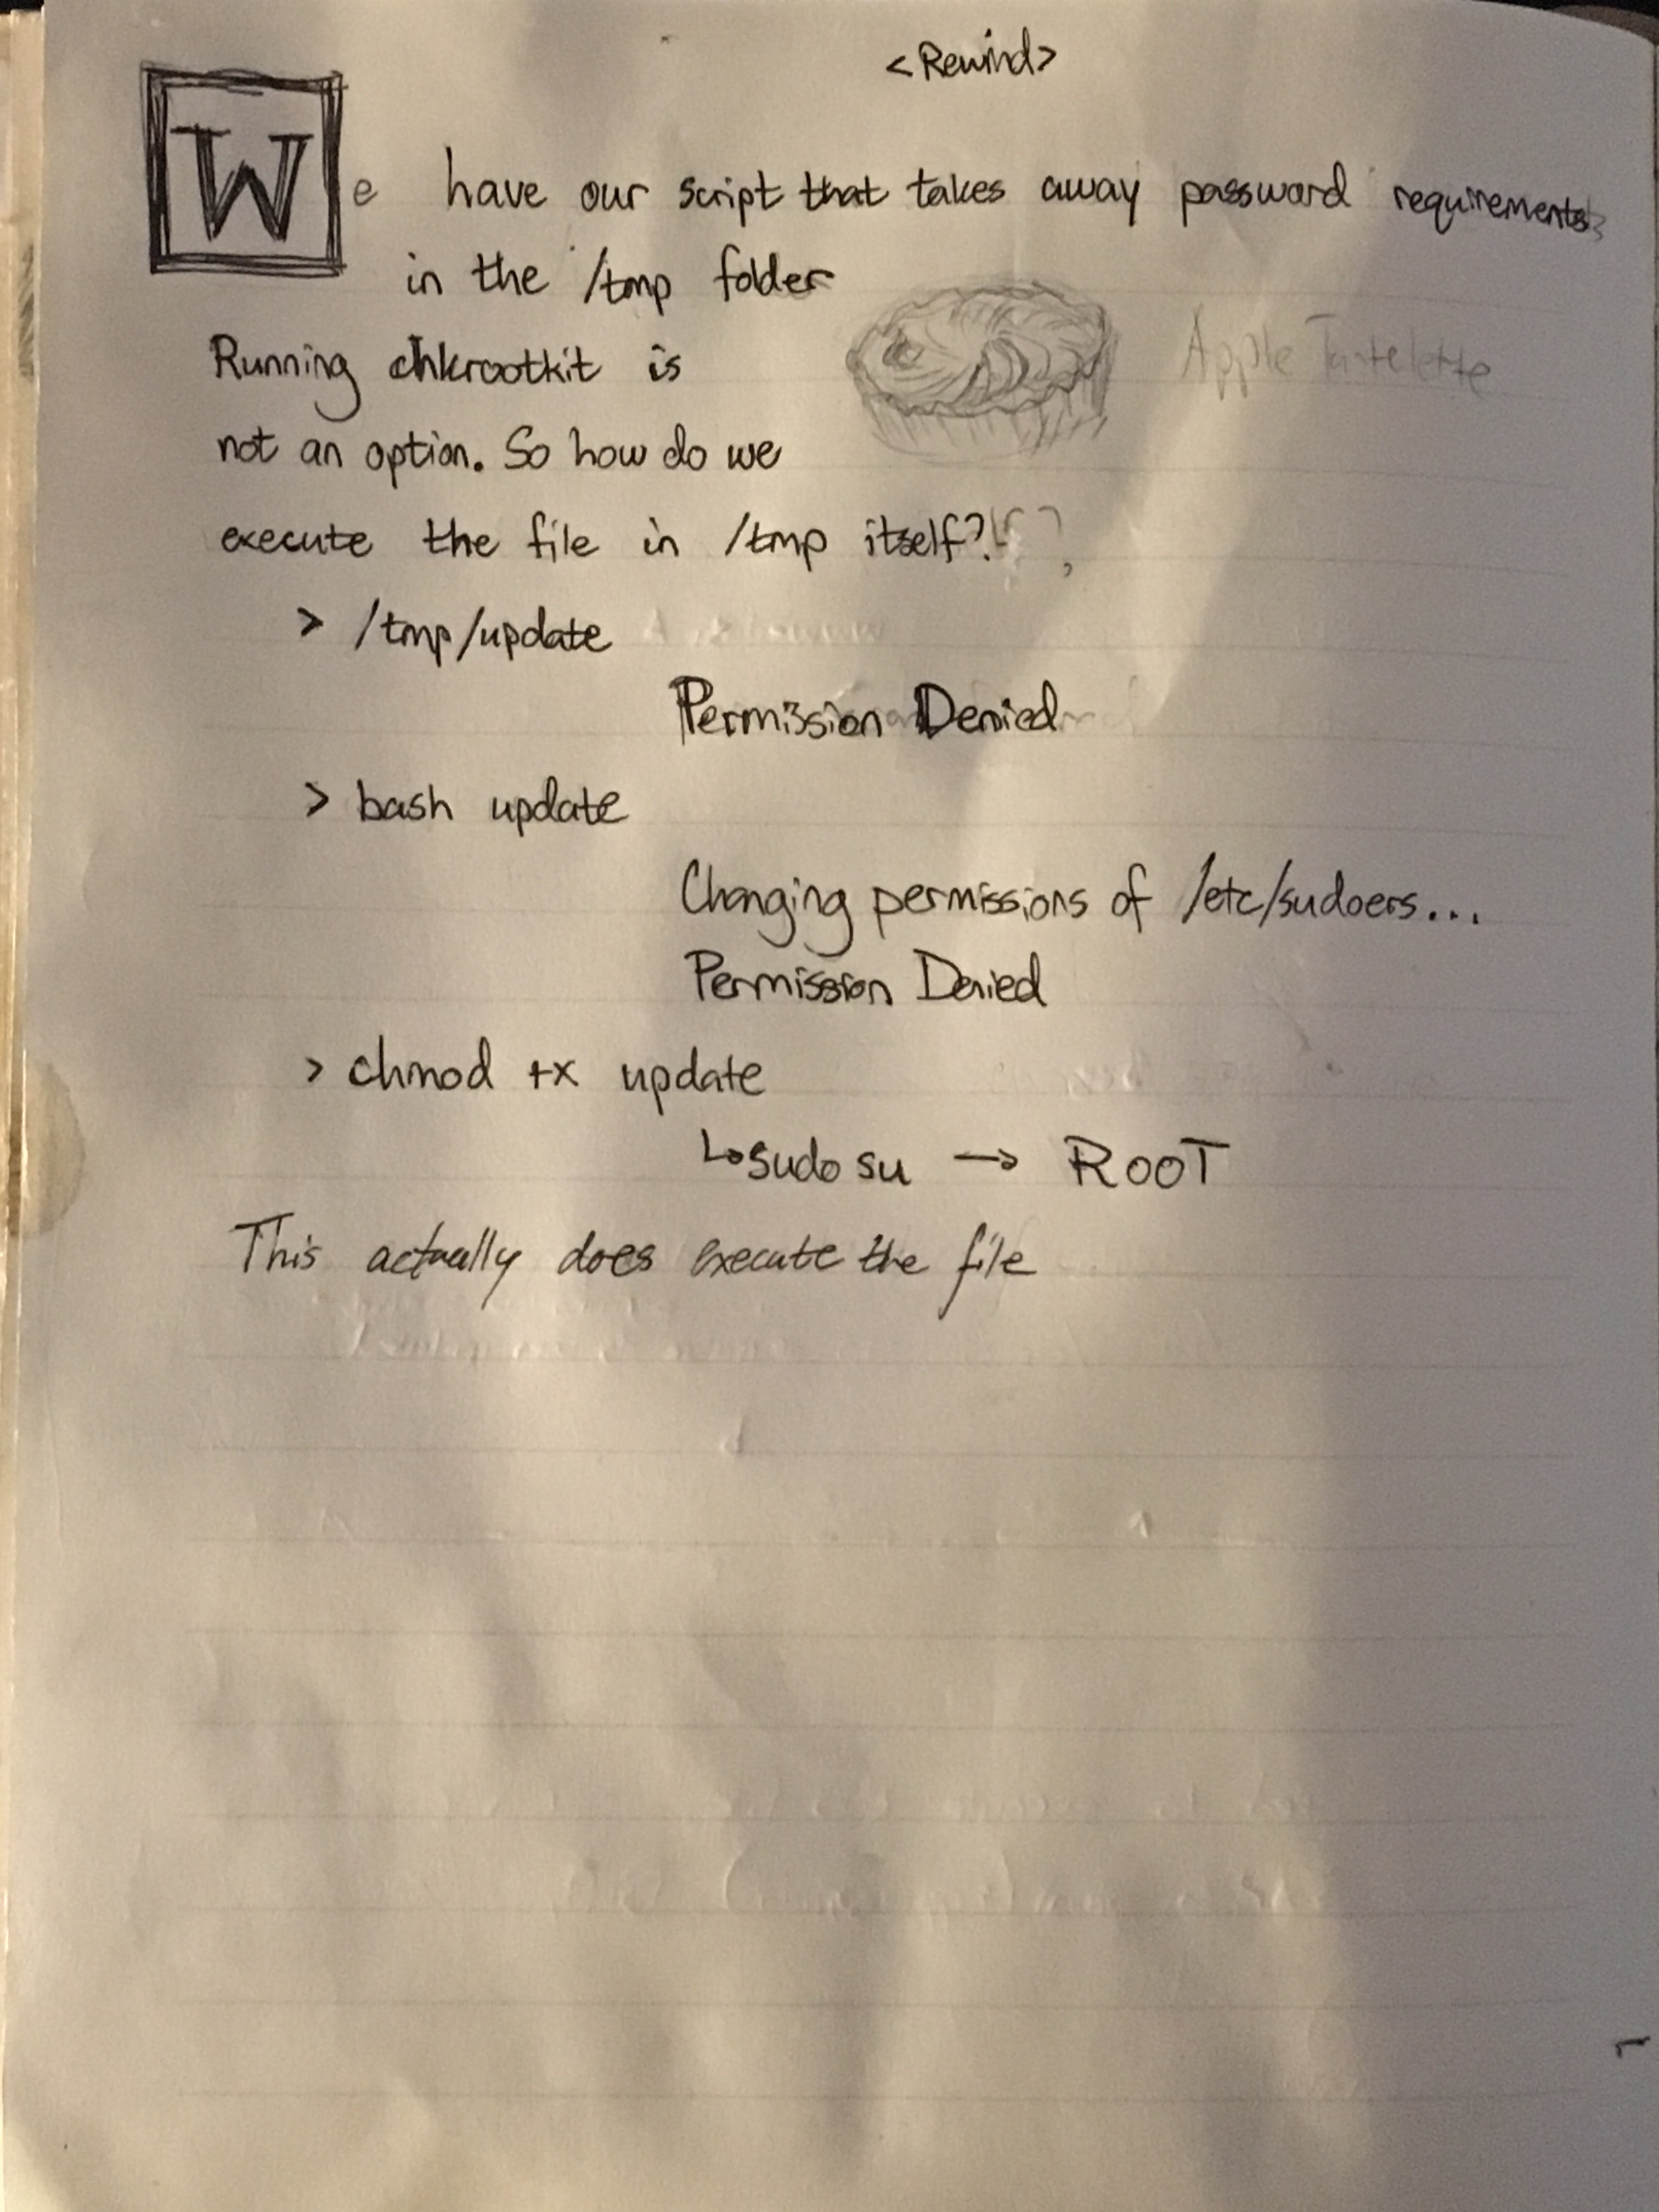 <Rewind>
We have our script that takes away password requirements
in the /tmp folder
Apple Tartelette
Running chkrootkit is
not an option. So how do we
execute the file in /tmp itself?!
> /tmp/update
Permission Denied
> bash update
Changing permissions of /etc/sudoers...
Permission Denied
> chmod +x update
↳ sudo su → ROOT
This actually does execute the file